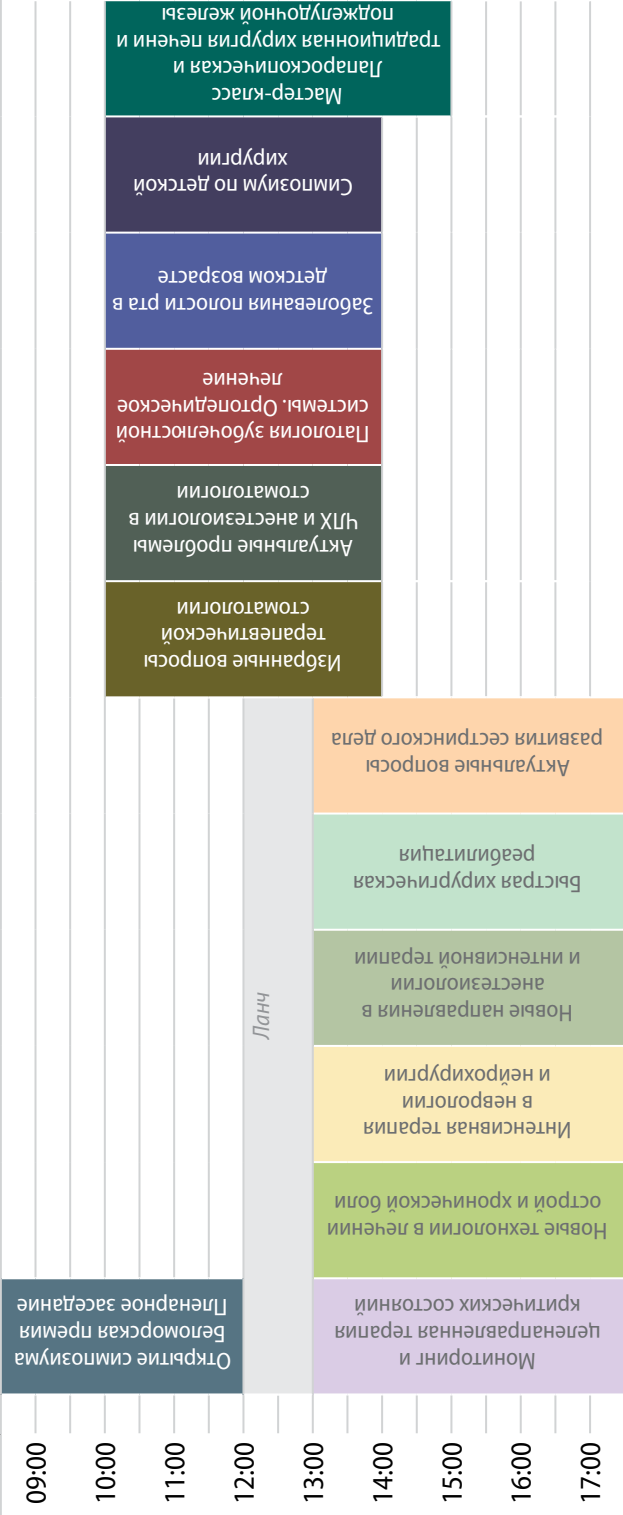 Мастер-класс
Лапароскопическая и
традиционная хирургия печени и
поджелудочной железы
Симпозиум по детской
хирургии
Заболевания полости рта в
детском возрасте
Патология зубочелюстной
системы. Ортопедическое
лечение
Актуальные проблемы
ЧЛХ и анестезиологии в
стоматологии
Избранные вопросы
терапевтической
стоматологии
Актуальные вопросы
развития сестринского дела
Быстрая хирургическая
реабилитация
Новые направления в
анестезиологии
и интенсивной терапии
Ланч
Интенсивная терапия
в неврологии
и нейрохирургии
Новые технологии в лечении
острой и хронической боли
Открытие симпозиума
Беломорская премия
Пленарное заседание
Мониторинг и
целенаправленная терапия
критических состояний
09:00
10:00
11:00
12:00
13:00
14:00
15:00
16:00
17:00